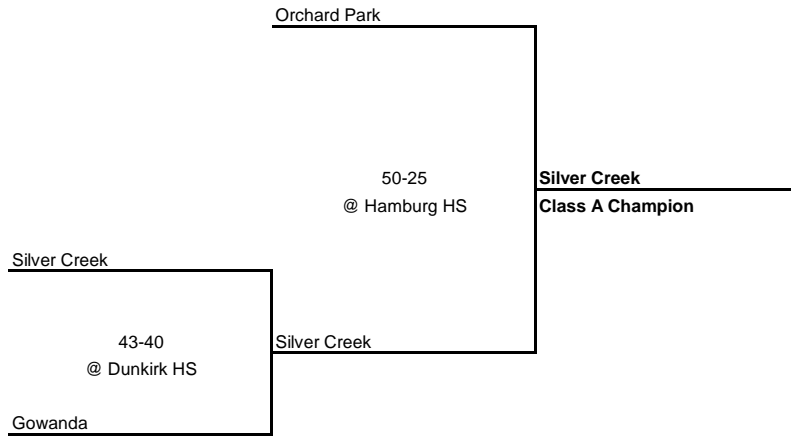 Orchard Park
50-25
@ Hamburg HS
Silver Creek
Class A Champion
Silver Creek
43-40
@ Dunkirk HS
Silver Creek
Gowanda